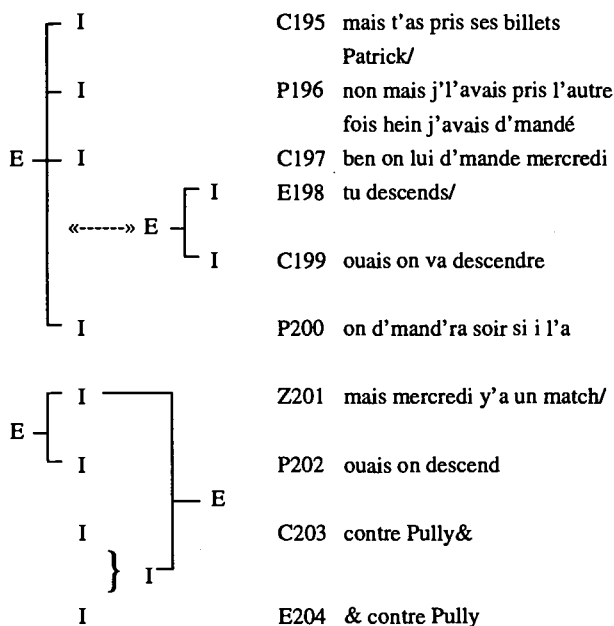 I C195 mais t'as pris ses billets
Patrick/
I P196 non mais j'l'avais pris l'autre
fois hein j'avais d'mandé
E I C197 ben on lui d'mande mercredi
I E198 tu descends/
«------» E
I C199 ouais on va descendre
I P200 on d'mand'ra soir si i l'a
I Z201 mais mercredi y'a un match/
E
I P202 ouais on descend
E
I C203 contre Pully&
} I
I E204 & contre Pully